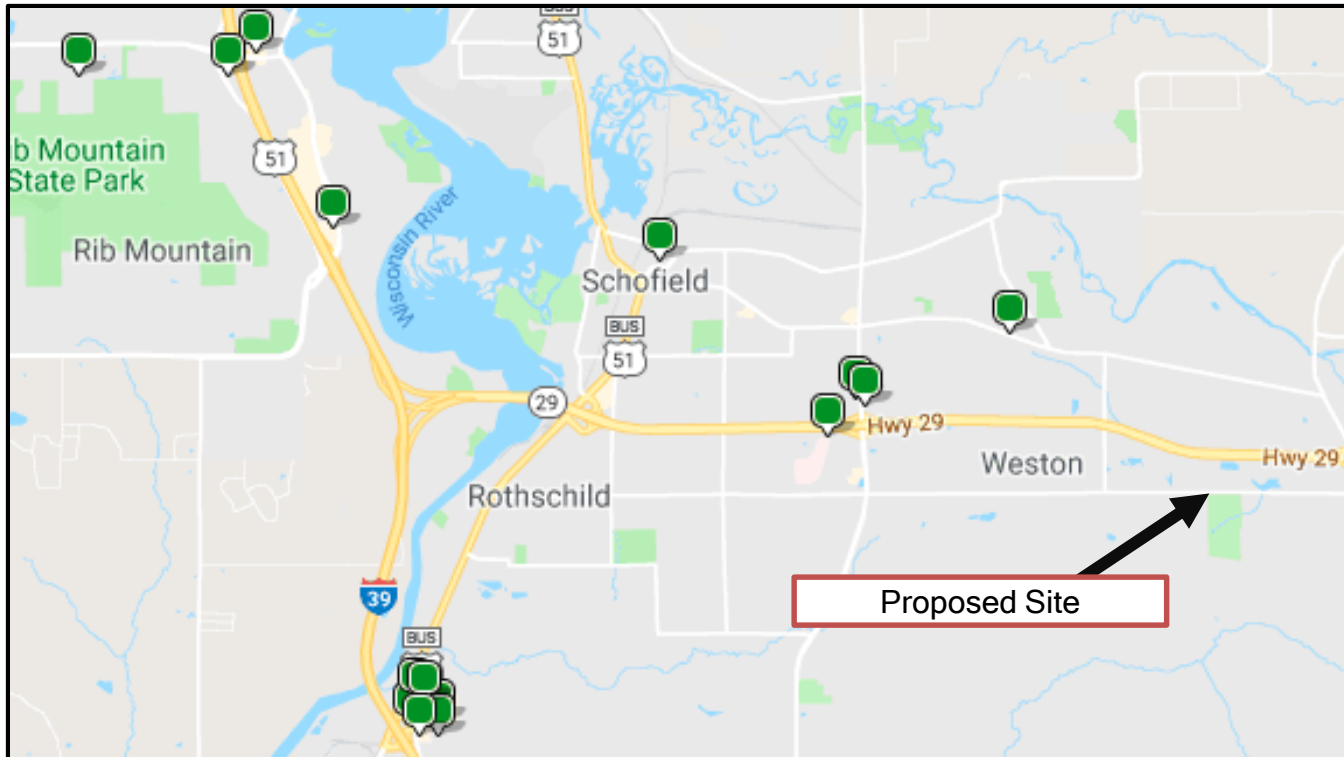 BUS
51
ib Mountain
State Park
51
Rib Mountain
Wisconsin River
Schofield
BUS
51
29
Hwy 29
Weston
Hwy 29
Rothschild
Proposed Site
39
BUS